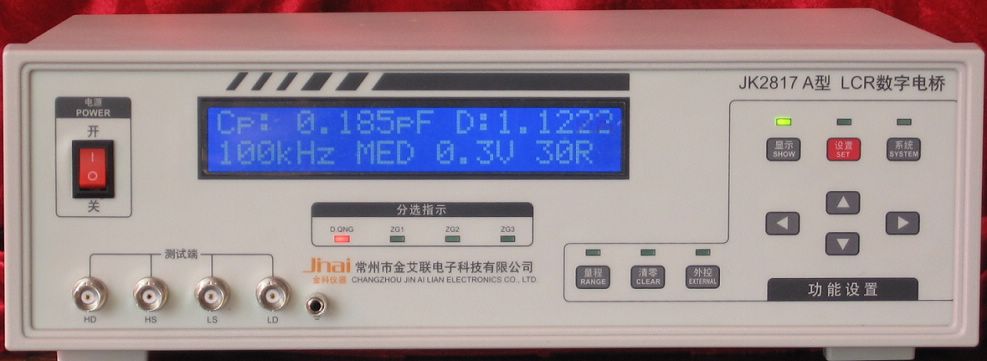 JK2817 A型 LCR数字电桥
电源
POWER
开
关
Cp: 0.185pF D:1.1222
100kHz MED 0.3V 30R
显示
SHOW
设置
SET
系统
SYSTEM
分选指示
D.QNG ZG1 ZG2 ZG3
测试端
HD HS LS LD
Jinai 常州市金艾联电子科技有限公司
金科仪器 CHANGZHOU JIN AI LIAN ELECTRONICS CO., LTD.
量程
RANGE
清零
CLEAR
外控
EXTERNAL
功能设置